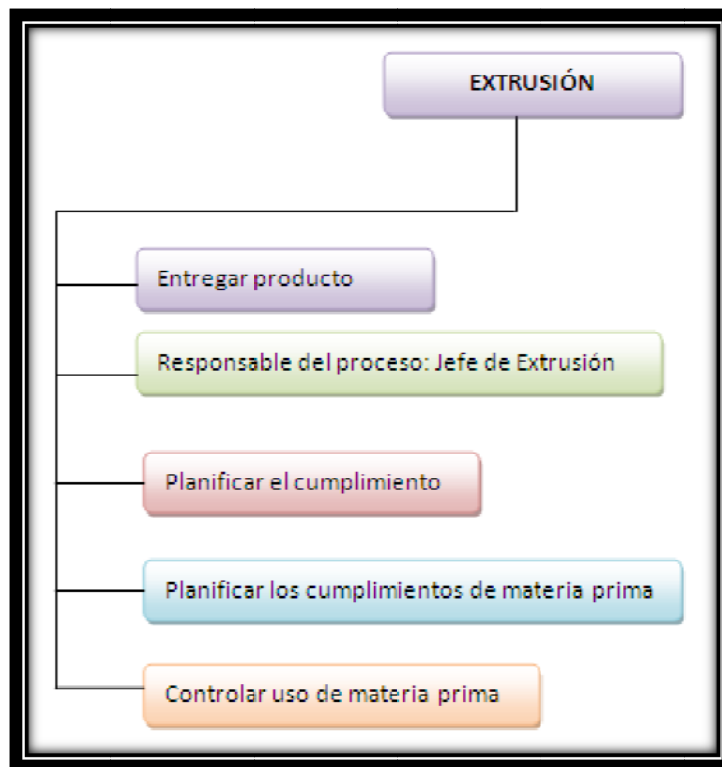 EXTRUSIÓN
Entregar producto
Responsable del proceso: Jefe de Extrusión
Planificar el cumplimiento
Planificar los cumplimientos de materia prima
Controlar uso de materia prima